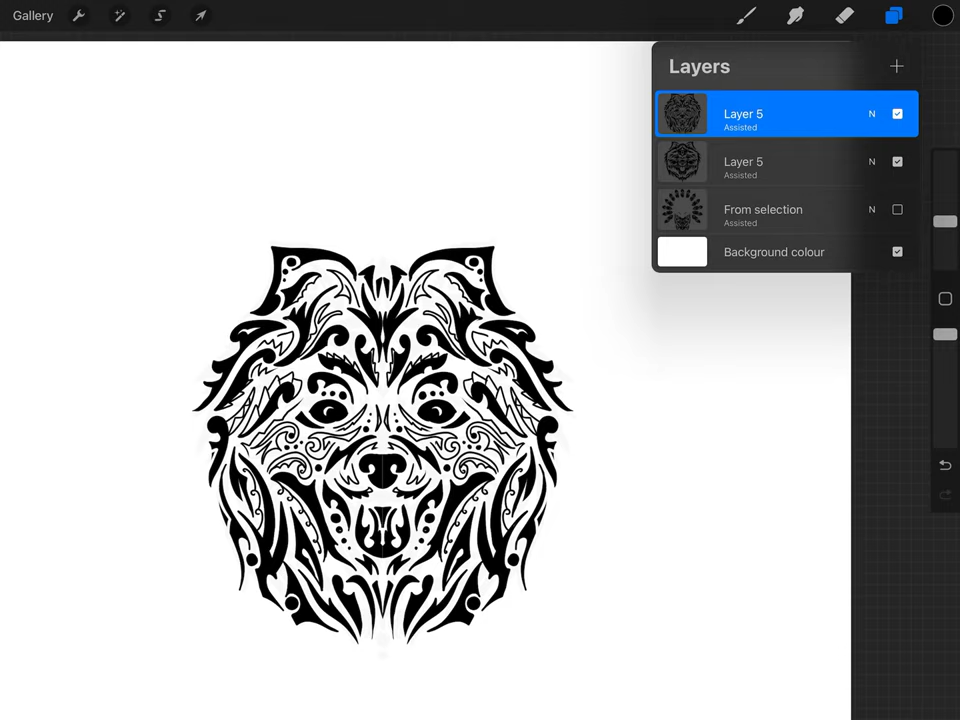 Gallery
Layers
Layer 5
N
Assisted
Layer 5
N
Assisted
From selection
N
Assisted
Background colour